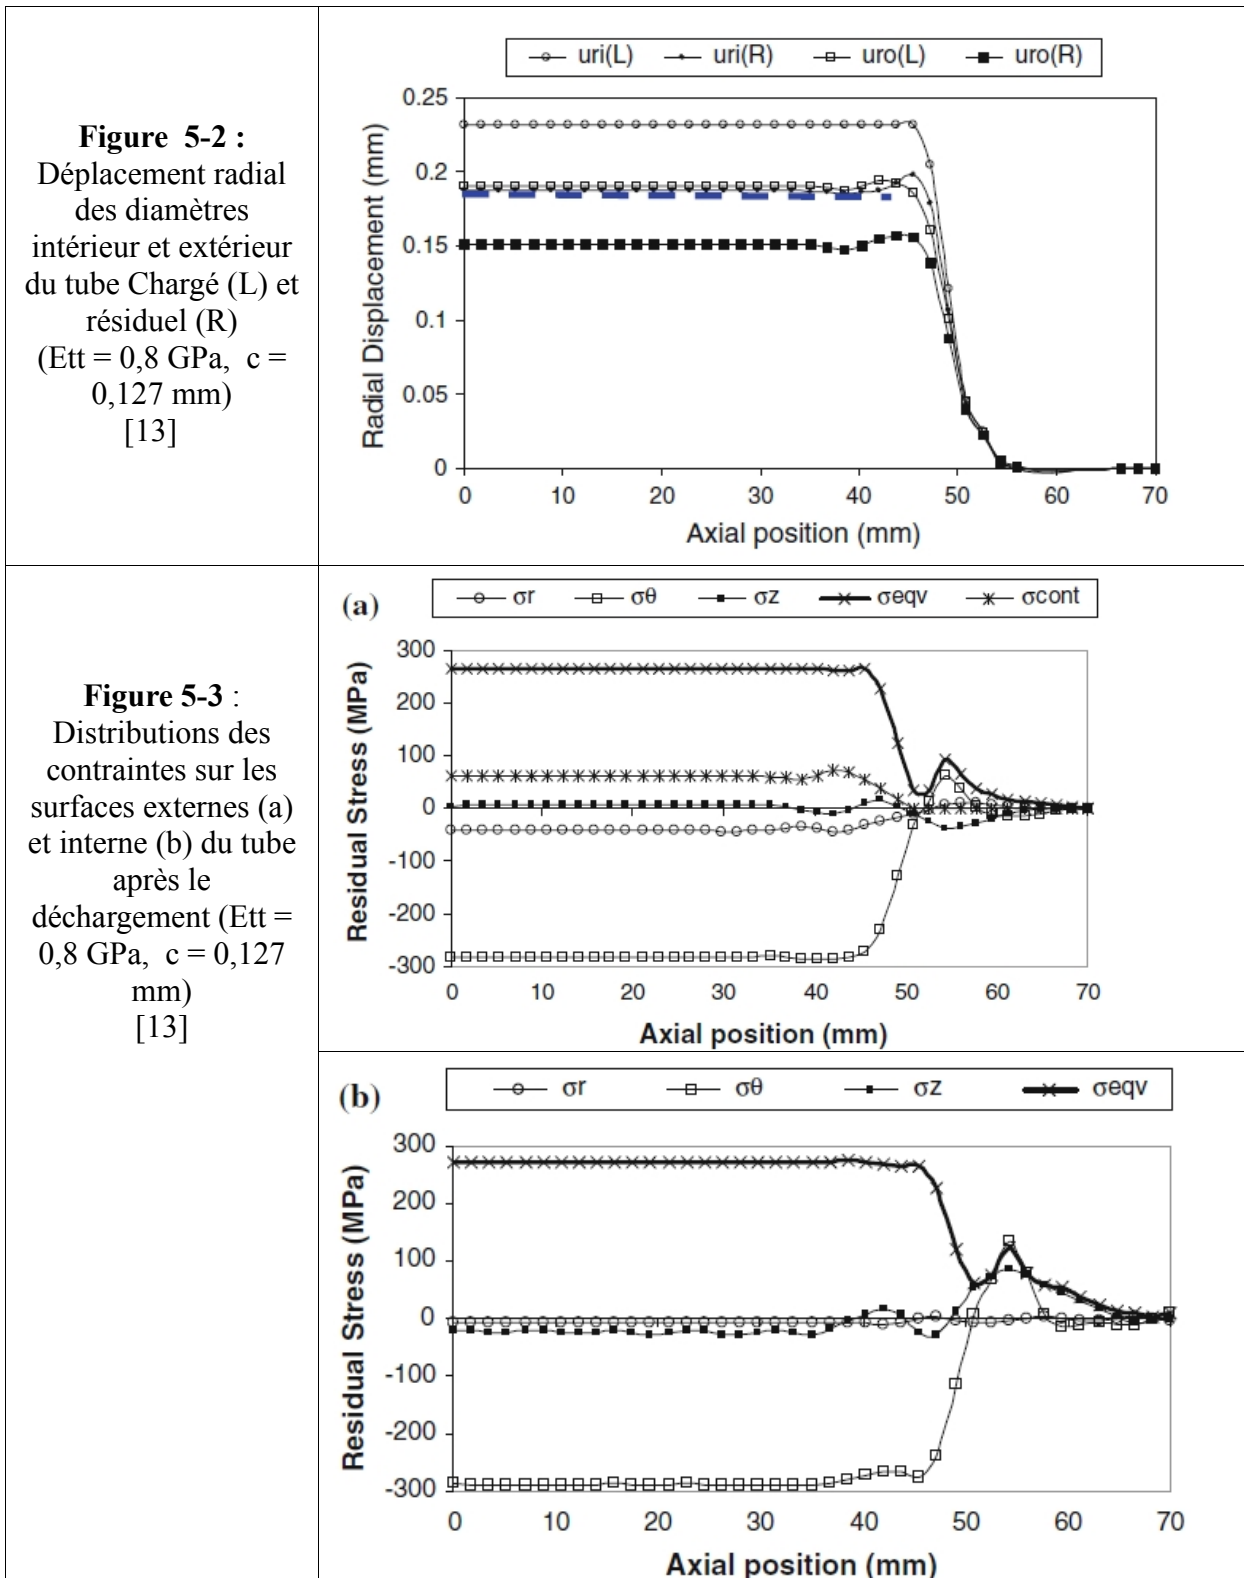 Figure 5-2 :
Déplacement radial
des diamètres
intérieur et extérieur
du tube Chargé (L) et
résiduel (R)
(Ett = 0,8 GPa, c =
0,127 mm)
[13]
uri(L) uri(R) uro(L) uro(R)
Radial Displacement (mm)
0.25
0.2
0.15
0.1
0.05
0
0 10 20 30 40 50 60 70
Axial position (mm)
Figure 5-3 :
Distributions des
contraintes sur les
surfaces externes (a)
et interne (b) du tube
après le
déchargement (Ett =
0,8 GPa, c = 0,127
mm)
[13]
(a)
σr σθ σz σeqv σcont
Residual Stress (MPa)
300
200
100
0
-100
-200
-300
0 10 20 30 40 50 60 70
Axial position (mm)
(b)
σr σθ σz σeqv
Residual Stress (MPa)
300
200
100
0
-100
-200
-300
0 10 20 30 40 50 60 70
Axial position (mm)